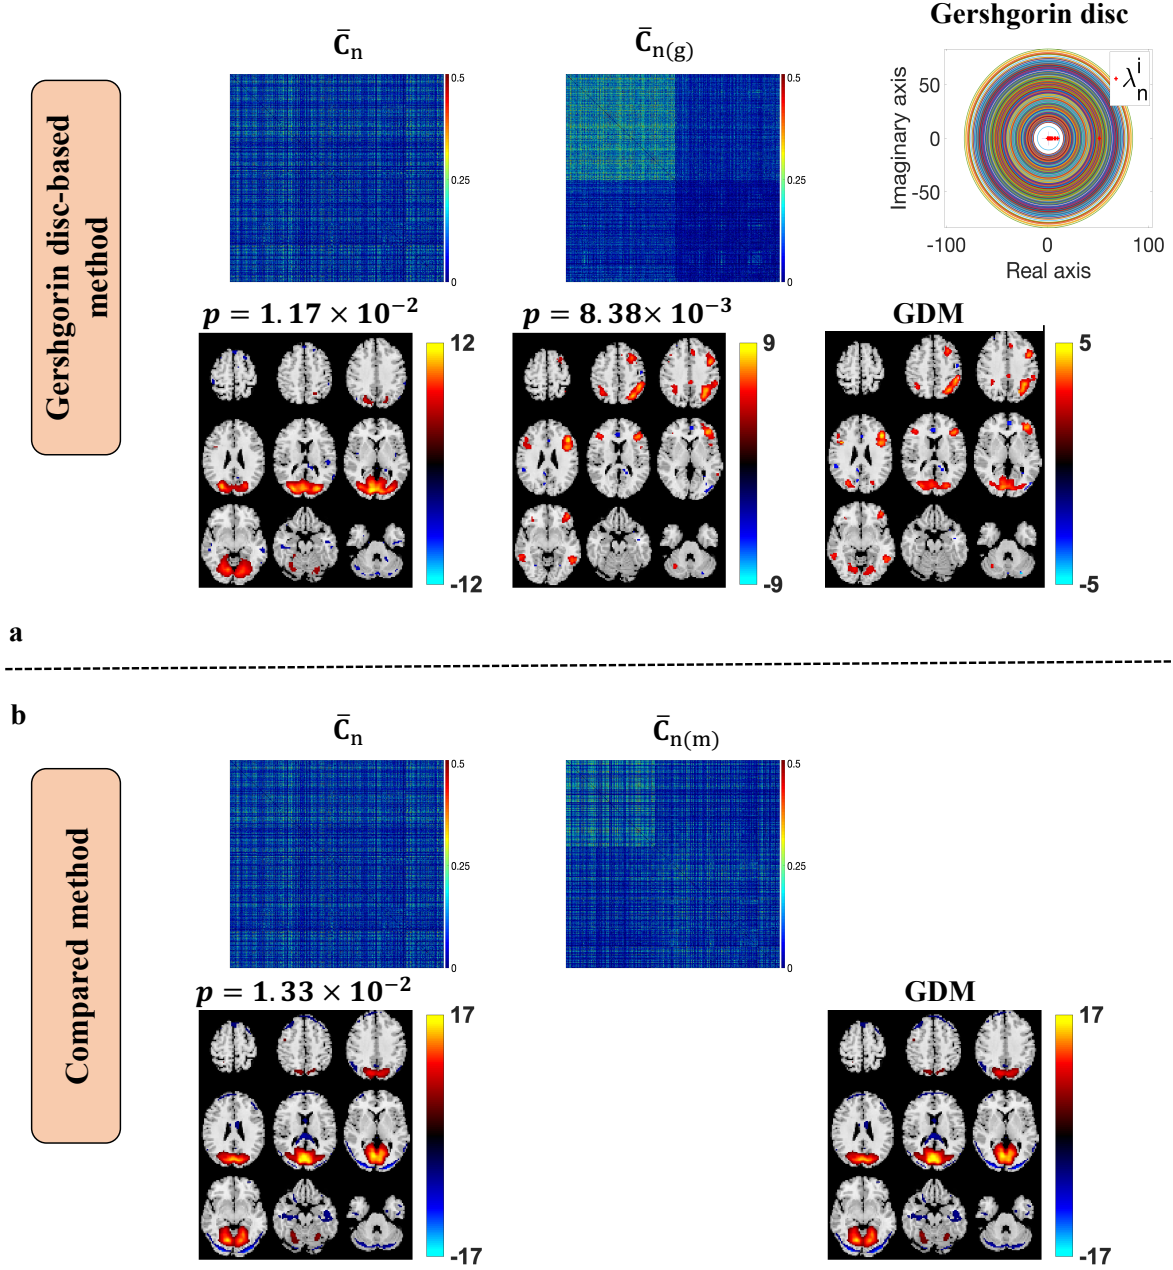 Gershgorin disc
C̄n
C̄n(g)
0.5
0.25
0
0.5
0.25
0
Imaginary axis
50
0
-50
λ_n^i
-100
0
100
Real axis
Gershgorin disc-based
method
p = 1.17 × 10⁻²
p = 8.38× 10⁻³
GDM
12
-12
9
-9
5
-5
a
b
C̄n
C̄n(m)
0.5
0.25
0
0.5
0.25
0
Compared method
p = 1.33 × 10⁻²
GDM
17
-17
17
-17